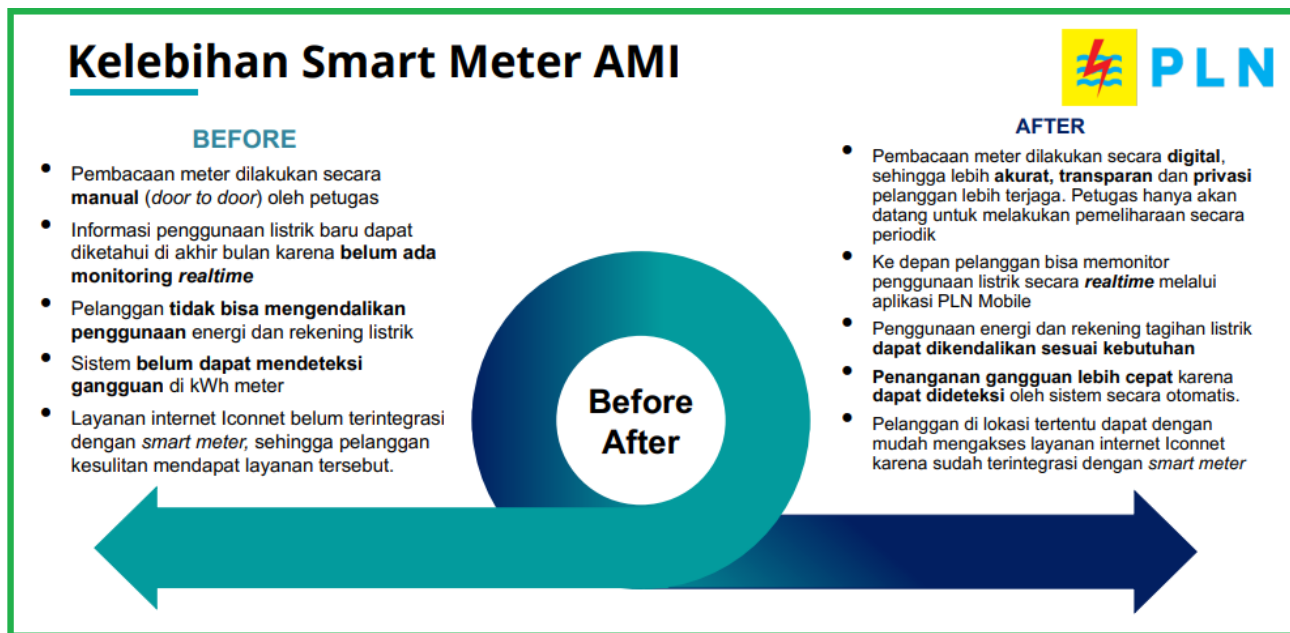 Kelebihan Smart Meter AMI
PLN
BEFORE
• Pembacaan meter dilakukan secara
manual (door to door) oleh petugas
• Informasi penggunaan listrik baru dapat
diketahui di akhir bulan karena belum ada
monitoring realtime
• Pelanggan tidak bisa mengendalikan
penggunaan energi dan rekening listrik
• Sistem belum dapat mendeteksi
gangguan di kWh meter
• Layanan internet Iconnet belum terintegrasi
dengan smart meter, sehingga pelanggan
kesulitan mendapat layanan tersebut.
Before
After
AFTER
• Pembacaan meter dilakukan secara digital,
sehingga lebih akurat, transparan dan privasi
pelanggan lebih terjaga. Petugas hanya akan
datang untuk melakukan pemeliharaan secara
periodik
• Ke depan pelanggan bisa memonitor
penggunaan listrik secara realtime melalui
aplikasi PLN Mobile
• Penggunaan energi dan rekening tagihan listrik
dapat dikendalikan sesuai kebutuhan
• Penanganan gangguan lebih cepat karena
dapat dideteksi oleh sistem secara otomatis.
• Pelanggan di lokasi tertentu dapat dengan
mudah mengakses layanan internet Iconnet
karena sudah terintegrasi dengan smart meter